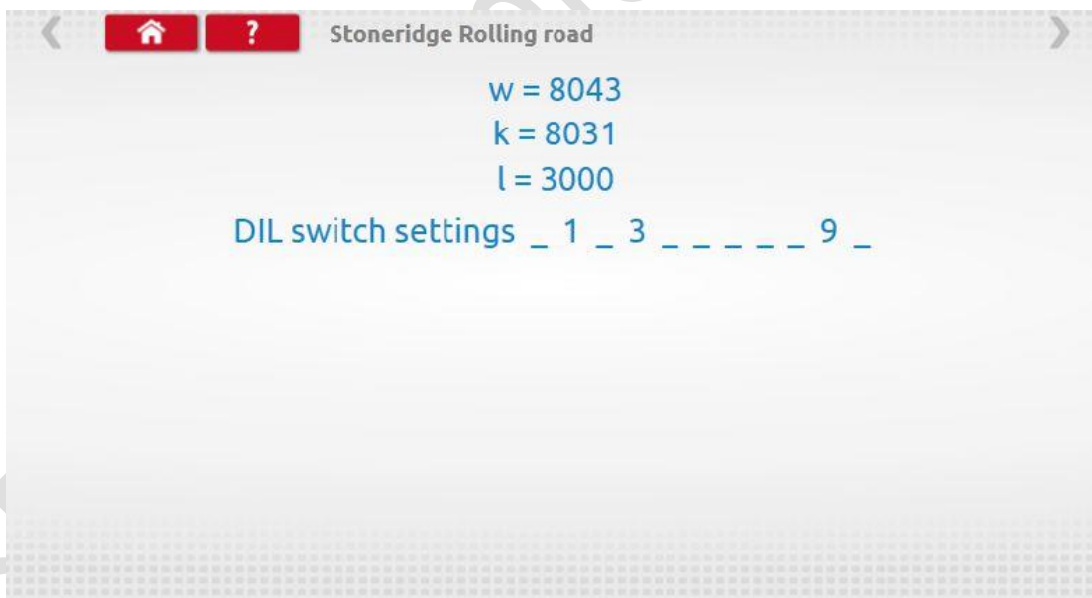 ? Stoneridge Rolling road
w = 8043
k = 8031
l = 3000
DIL switch settings _ 1 _ 3 _ _ _ _ _ 9 _